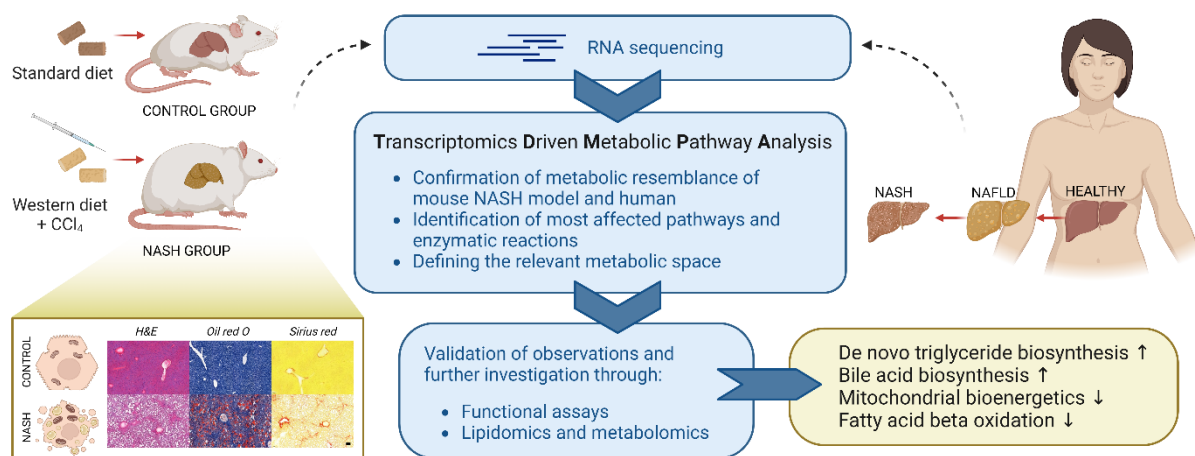 Standard diet
CONTROL GROUP
Western diet
+ CCl₄
NASH GROUP
H&E
Oil red O
Sirius red
CONTROL
NASH
RNA sequencing
Transcriptomics Driven Metabolic Pathway Analysis
• Confirmation of metabolic resemblance of
mouse NASH model and human
• Identification of most affected pathways and
enzymatic reactions
• Defining the relevant metabolic space
Validation of observations and
further investigation through:
• Functional assays
• Lipidomics and metabolomics
De novo triglyceride biosynthesis ↑
Bile acid biosynthesis ↑
Mitochondrial bioenergetics ↓
Fatty acid beta oxidation ↓
NASH
NAFLD
HEALTHY